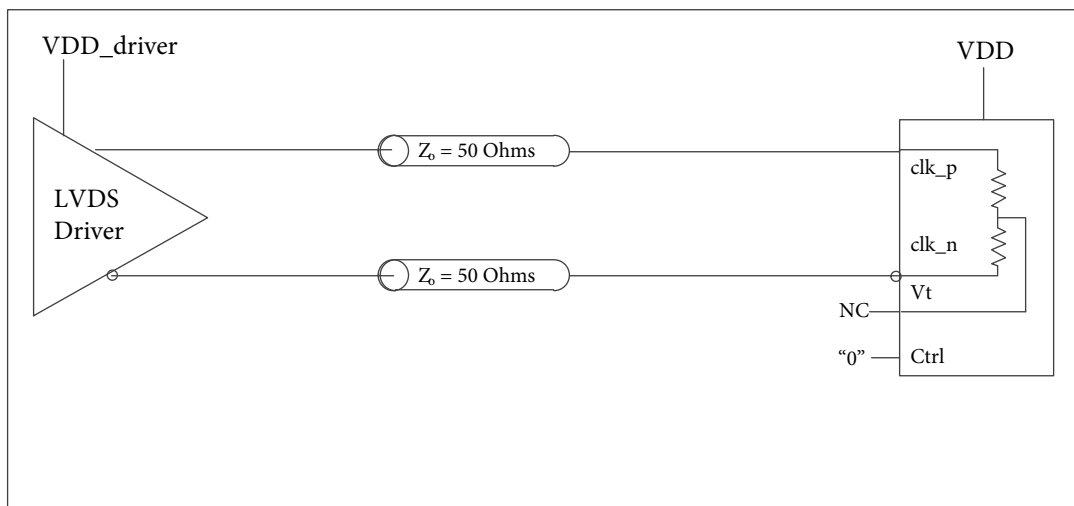 VDD_driver
VDD
Zo = 50 Ohms
clk_p
LVDS
Driver
clk_n
Zo = 50 Ohms
Vt
NC
“0”
Ctrl